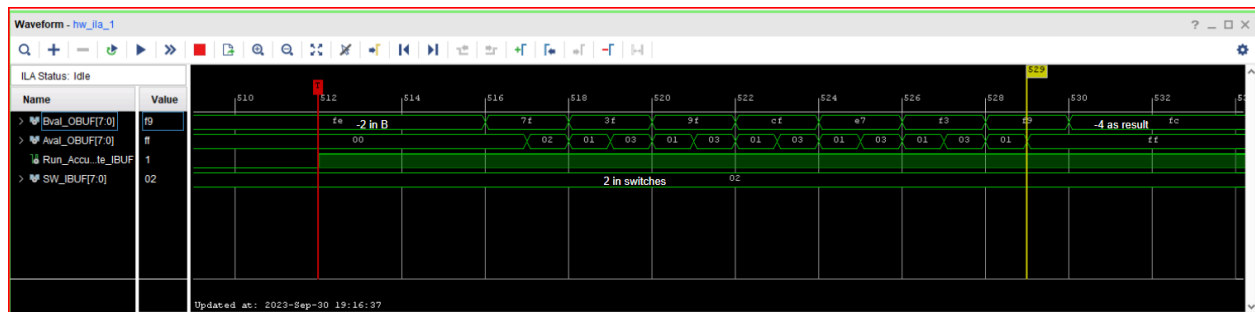 Waveform - hw_ila_1
ILA Status: Idle
529
Name Value
510 512 514 516 518 520 522 524 526 528 530 532
Bval_OBUF[7:0] f9 fe -2 in B 7f 3f 9f cf e7 f3 f9 -4 as result fc
Aval_OBUF[7:0] ff 00 02 01 03 01 03 01 03 01 03 01 03 01 ff
Run_Accu...te_IBUF 1
SW_IBUF[7:0] 02 2 in switches 02
Updated at: 2023-Sep-30 19:16:37